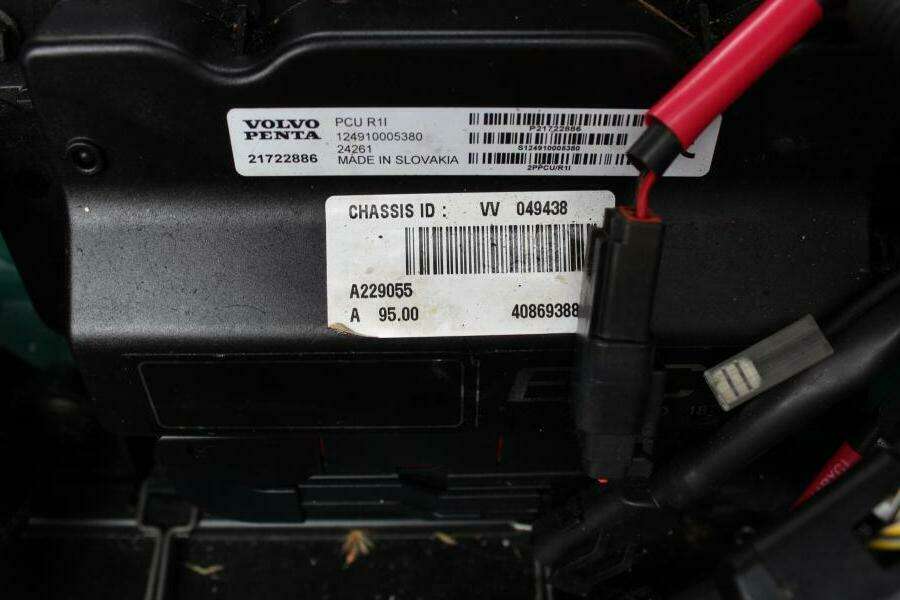 VOLVO
PENTA
21722886
PCU R1I
124910005380
24261
MADE IN SLOVAKIA
P21722886
S124910005380
2PPCU/R1I
CHASSIS ID : VV 049438
A229055
A 95.00 40869388